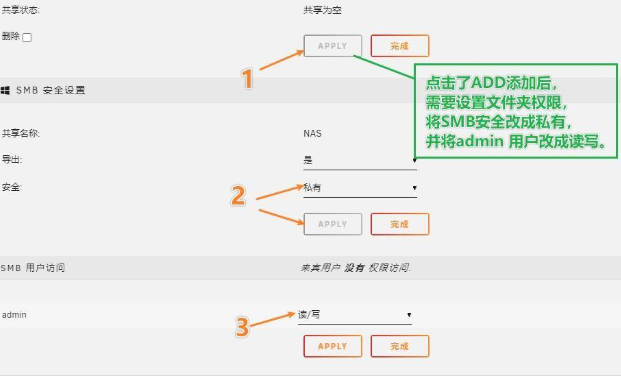 共享状态: 共享为空
删除
APPLY 完成
1
点击了ADD添加后，
需要设置文件夹权限，
将SMB安全改成私有，
并将admin 用户改成读写。
SMB 安全设置
共享名称: NAS
导出: 是
安全: 私有
2
APPLY 完成
SMB 用户访问 来宾用户 没有 权限访问.
admin 读/写
3
APPLY 完成